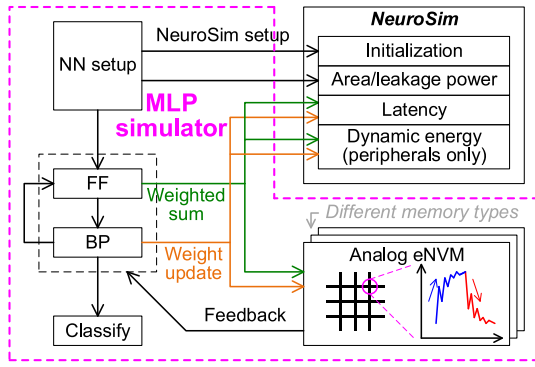 NeuroSim
NeuroSim setup
Initialization
NN setup
Area/leakage power
MLP
simulator
Latency
Dynamic energy
(peripherals only)
FF
Weighted
sum
Different memory types
BP
Weight
update
Analog eNVM
Feedback
Classify